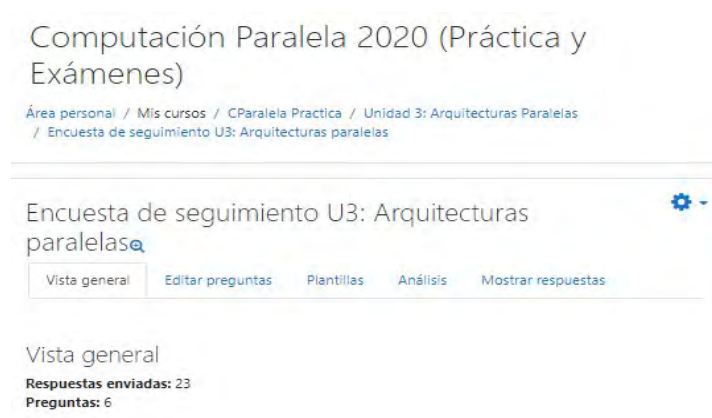 Computación Paralela 2020 (Práctica y
Exámenes)
Área personal / Mis cursos / CParalela Practica / Unidad 3: Arquitecturas Paralelas
/ Encuesta de seguimiento U3: Arquitecturas paralelas
Encuesta de seguimiento U3: Arquitecturas
paralelas
Vista general Editar preguntas Plantillas Análisis Mostrar respuestas
Vista general
Respuestas enviadas: 23
Preguntas: 6